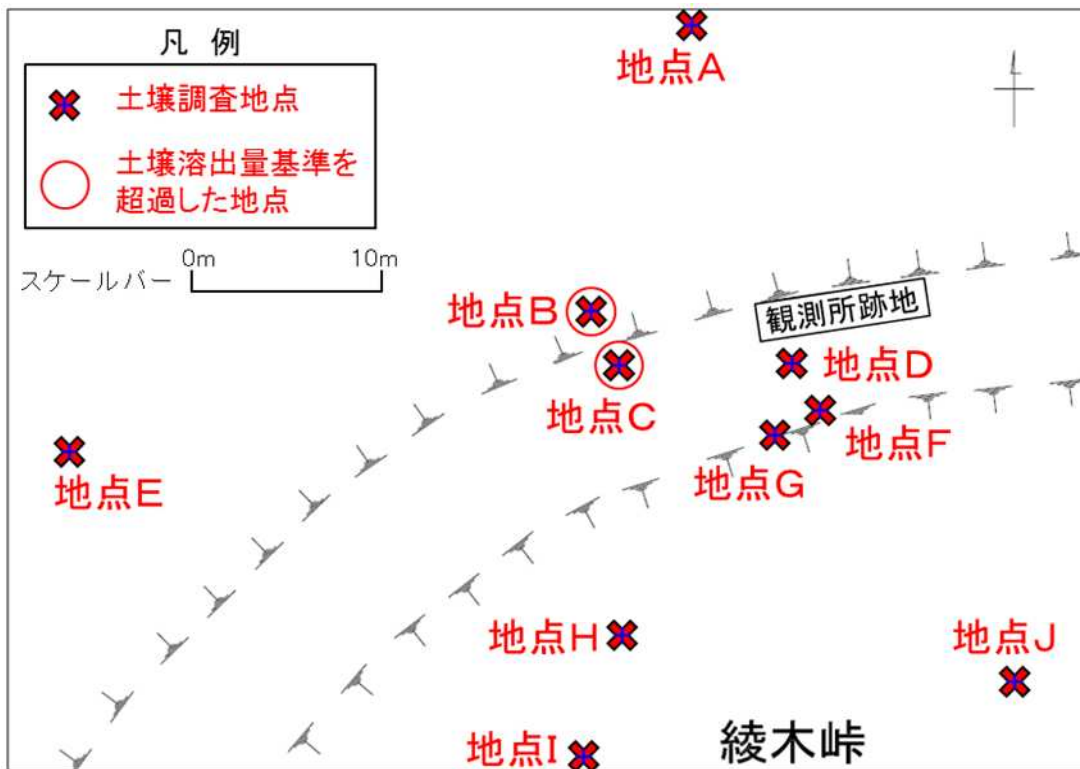 凡 例
土壌調査地点
土壌溶出量基準を
超過した地点
スケールバー
0m
10m
地点A
地点B
観測所跡地
地点D
地点C
地点F
地点E
地点G
地点H
地点J
地点I
綾木峠